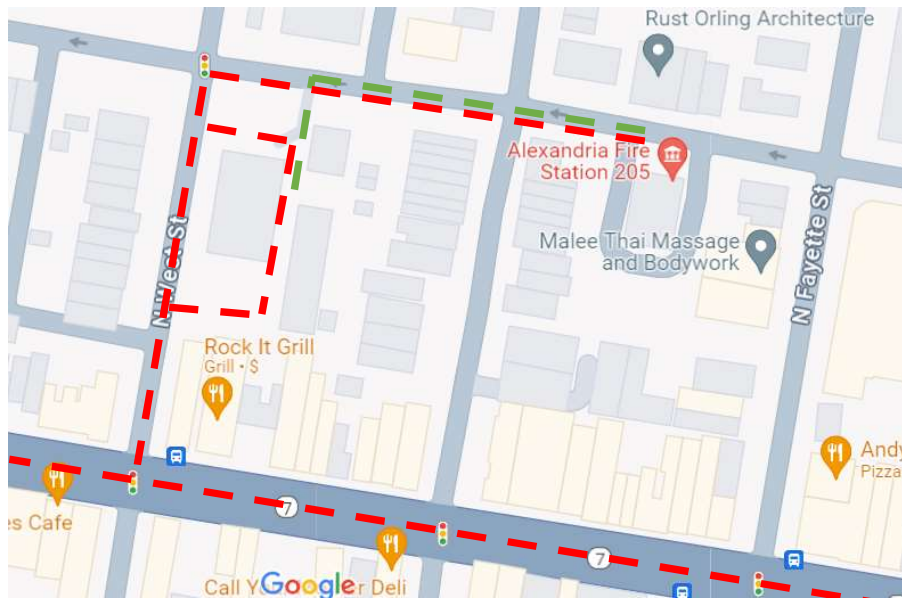 Rust Orling Architecture
Alexandria Fire
Station 205
Malee Thai Massage
and Bodywork
N West St
N Fayette St
Rock It Grill
Grill • $
Andy
Pizza
7
es Cafe
7
Call Y
Google
r Deli